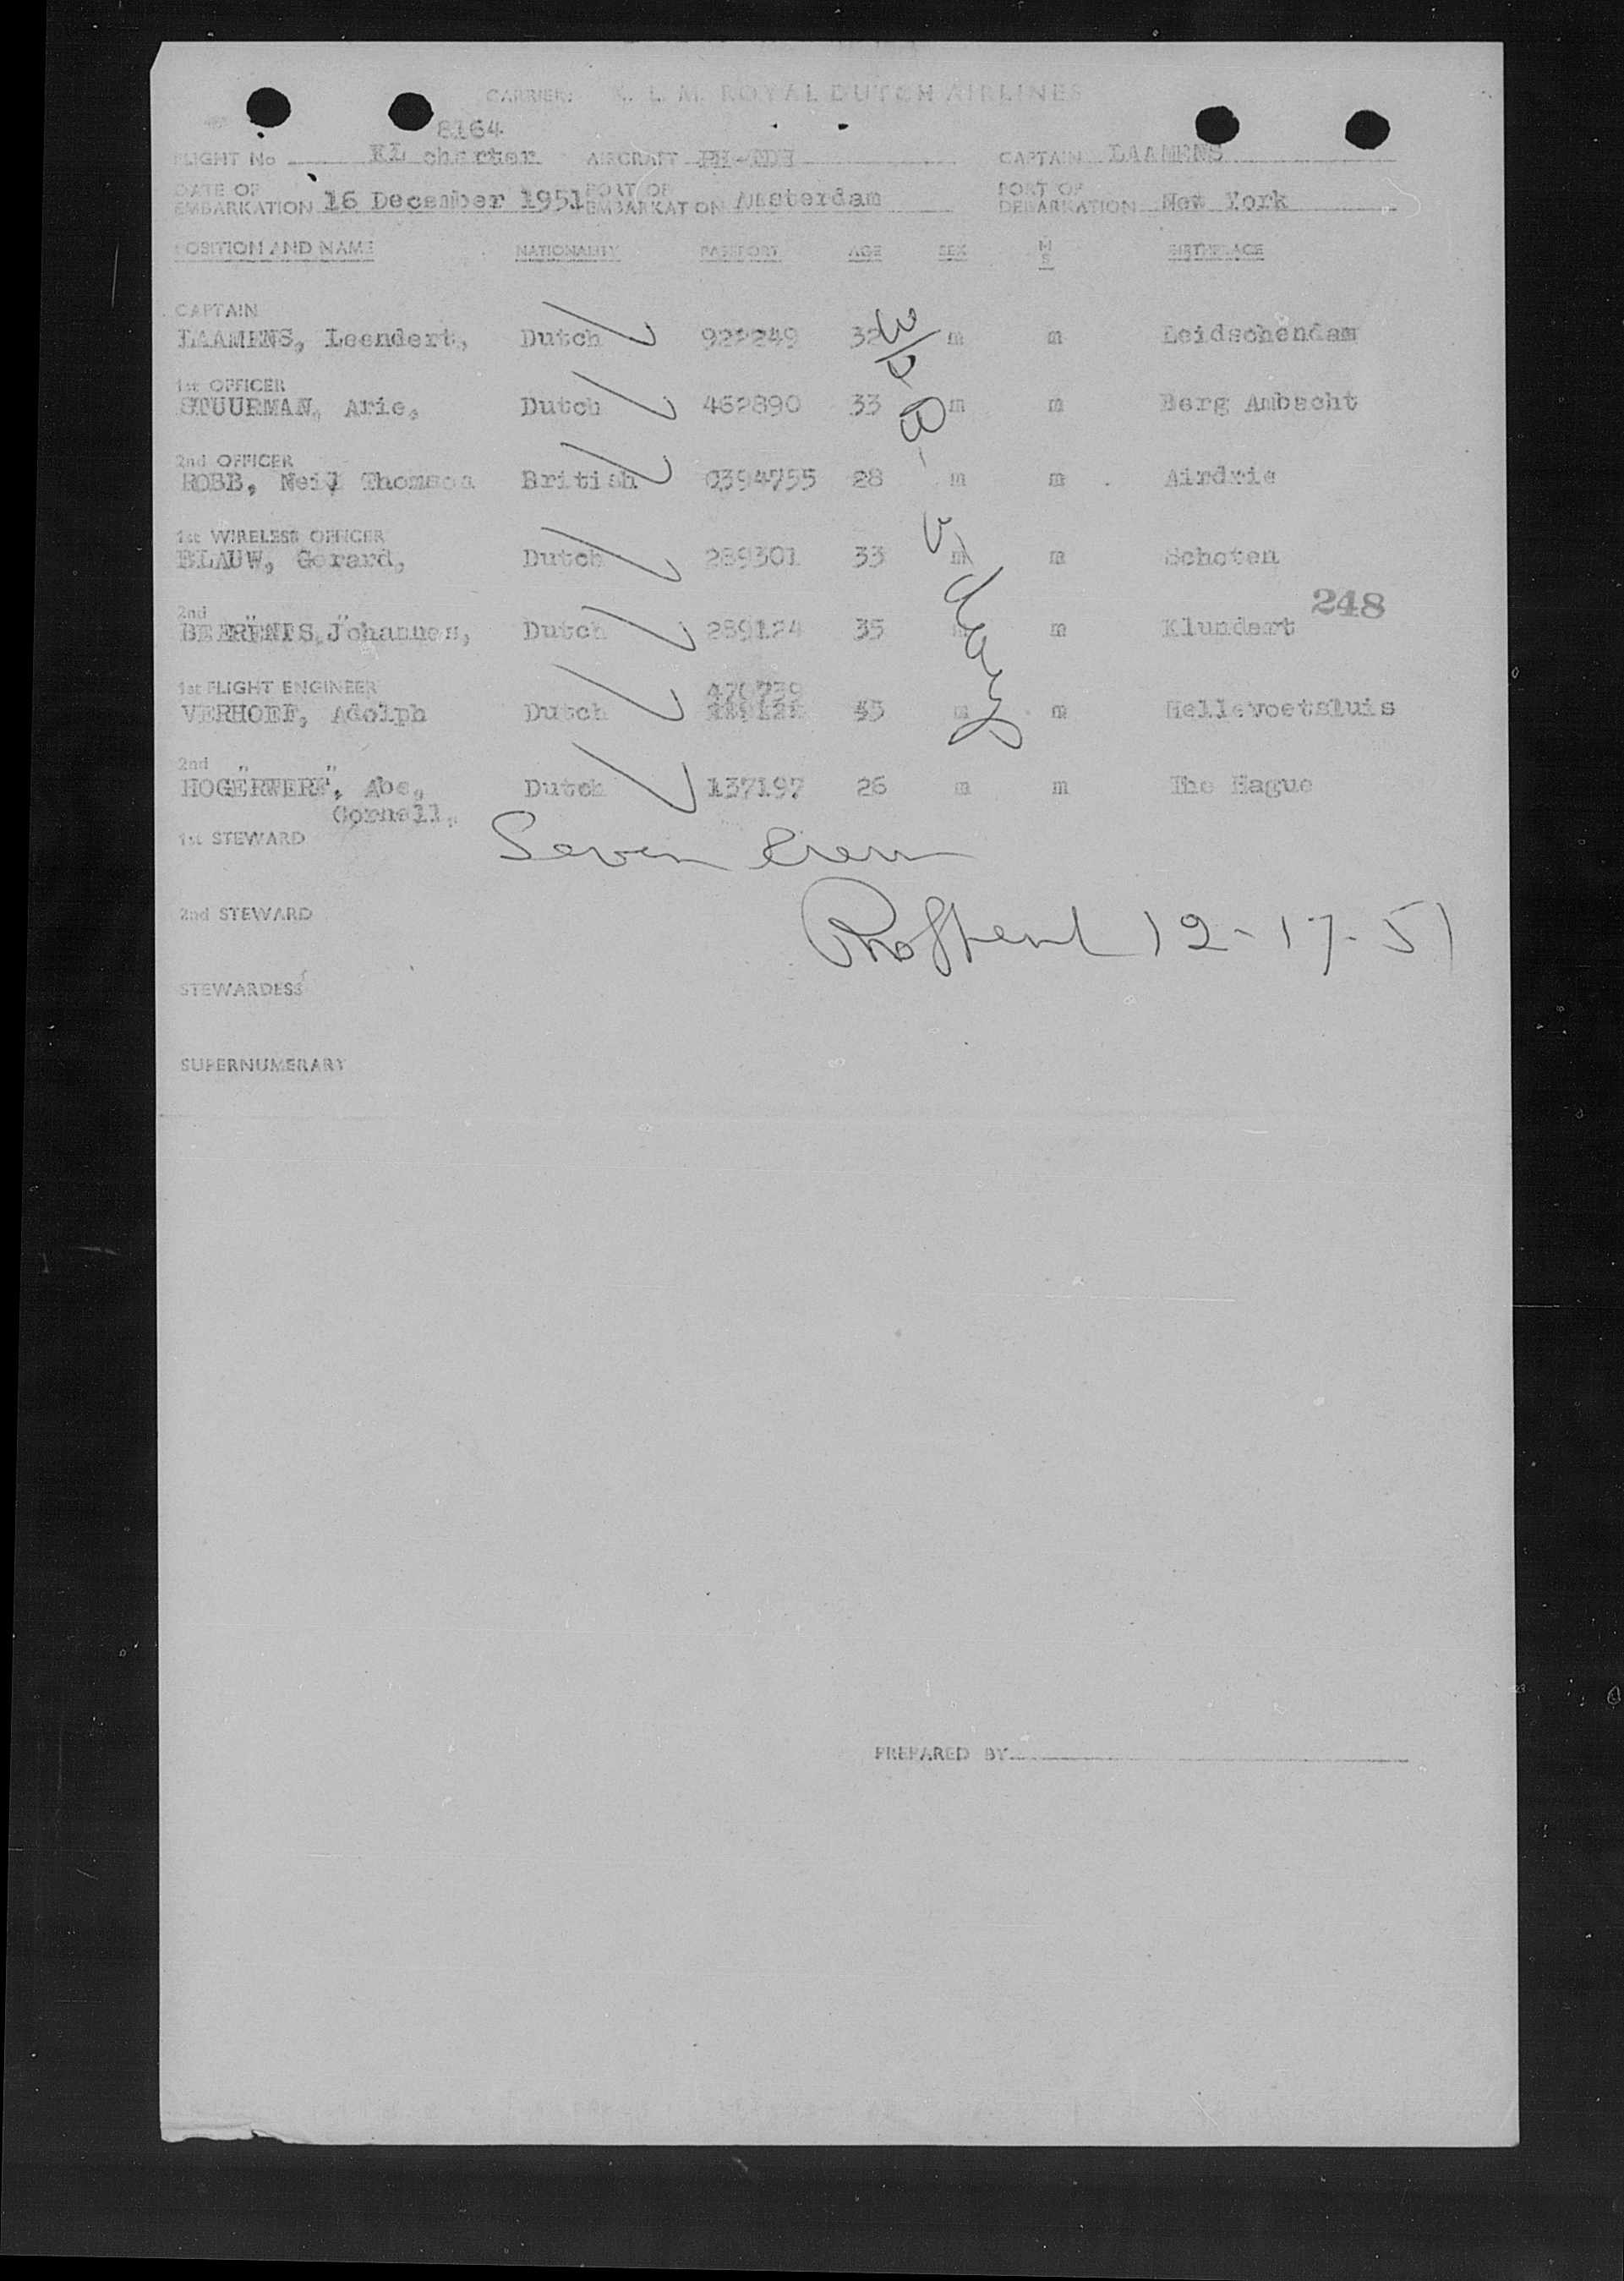 CARRIER: K. L. M. ROYAL DUTCH AIRLINES
8164
FLIGHT No KL charter AIRCRAFT CAPTAIN LAAMENS
DATE OF EMBARKATION 16 December 1951 PORT OF EMBARKATION Amsterdam PORT OF DEBARKATION New York
POSITION AND NAME NATIONALITY PASSPORT AGE SEX M S BIRTHPLACE
CAPTAIN
LAAMENS, Leendert, Dutch 922249 32 m m Leidschendam
1st OFFICER
STUURMAN, Arie, Dutch 462890 33 m m Berg Ambacht
2nd OFFICER
ROBB, Neil Thomson British 0394755 28 m m Airdrie
1st WIRELESS OFFICER
BLAUW, Gerard, Dutch 289301 33 m m Schoten
248
2nd " "
Johannes, Dutch 289124 35 m m Klundert
1st FLIGHT ENGINEER
470739
VERHOEF, Adolph Dutch 45 m m Hellevoetsluis
2nd " "
HOGERWERF, Abe, Dutch 137197 26 m m The Hague
Cornell.
1st STEWARD
Seven Crew
2nd STEWARD
12-17-51
STEWARDESS
SUPERNUMERARY
PREPARED BY